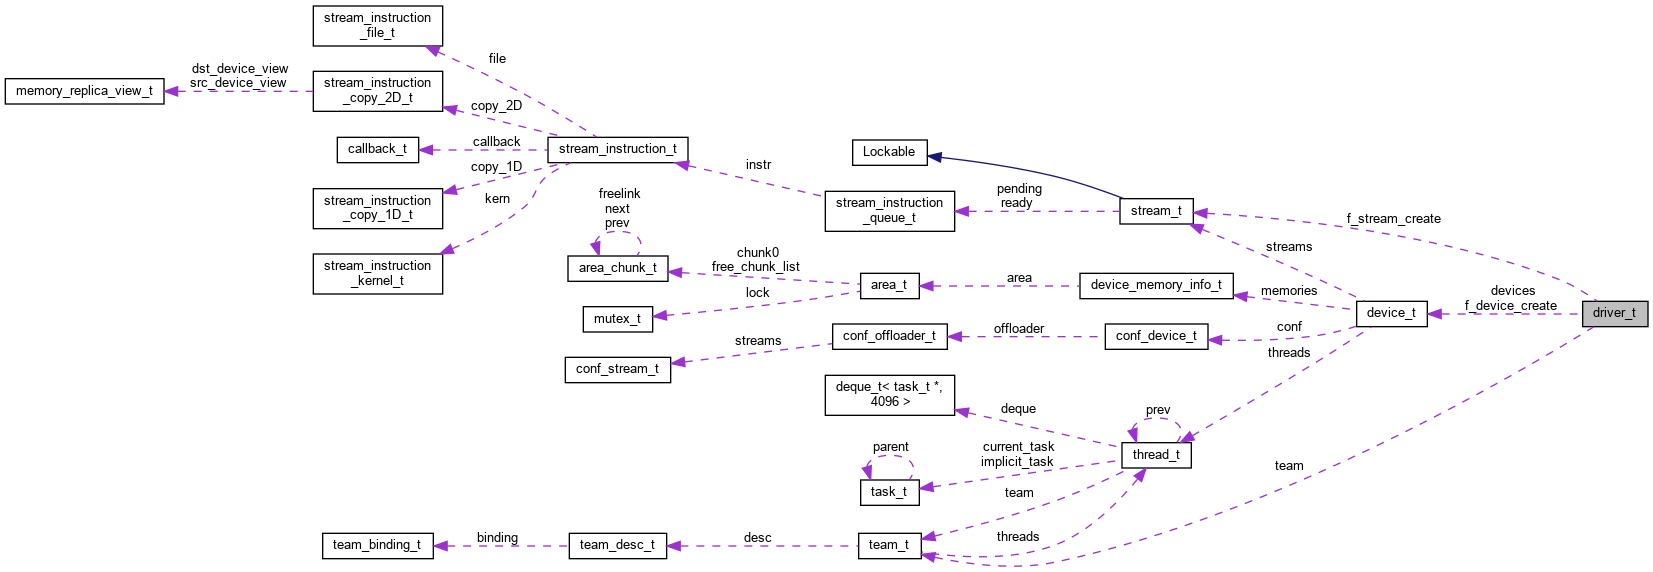 stream_instruction
_file_t
file
dst_device_view
src_device_view
memory_replica_view_t
stream_instruction
_copy_2D_t
copy_2D
callback_t
callback
stream_instruction_t
copy_1D
stream_instruction
_copy_1D_t
kern
stream_instruction
_kernel_t
instr
Lockable
stream_instruction
_queue_t
pending
ready
stream_t
f_stream_create
streams
freelink
next
prev
area_chunk_t
chunk0
free_chunk_list
area_t
area
device_memory_info_t
memories
device_t
devices
f_device_create
driver_t
lock
mutex_t
conf_offloader_t
offloader
conf_device_t
conf
streams
conf_stream_t
threads
deque_t< task_t *,
4096 >
deque
prev
thread_t
parent
current_task
implicit_task
task_t
team
team
threads
team_binding_t
binding
team_desc_t
desc
team_t